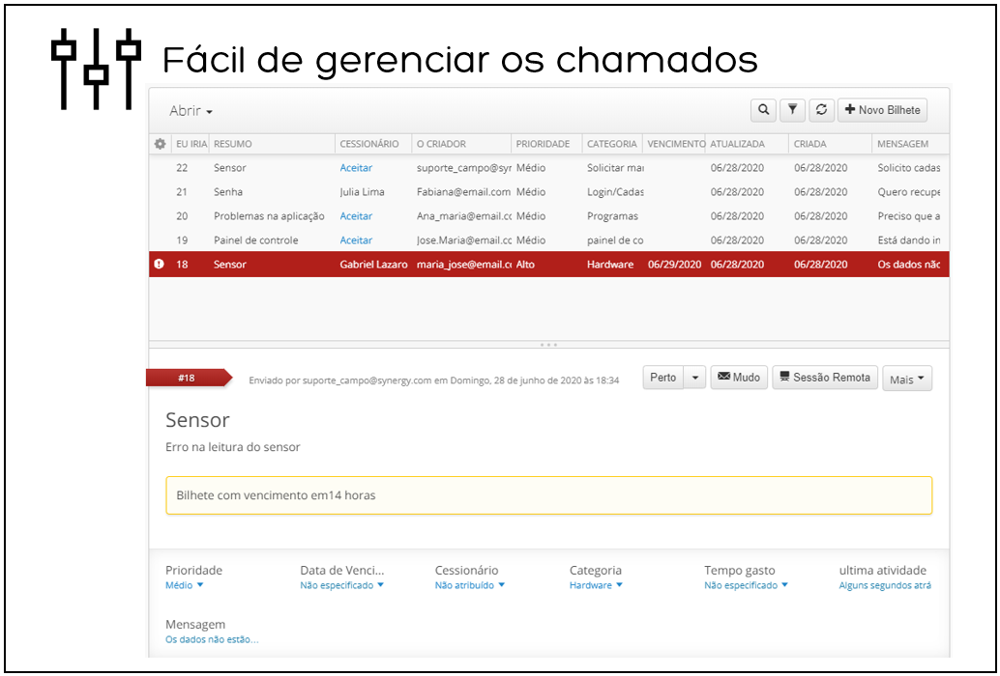 Fácil de gerenciar os chamados
Abrir
Novo Bilhete
EU IRIA RESUMO CESSIONÁRIO O CRIADOR PRIORIDADE CATEGORIA VENCIMENTO ATUALIZADA CRIADA MENSAGEM
22 Sensor Aceitar suporte_campo@syr Médio Solicitar mai 06/28/2020 06/28/2020 Solicito cadas
21 Senha Julia Lima Fabiana@email.com Médio Login/Cadas 06/28/2020 06/28/2020 Quero recupe
20 Problemas na aplicação Aceitar Ana_maria@email.cc Médio Programas 06/28/2020 06/28/2020 Preciso que a
19 Painel de controle Aceitar Jose.Maria@email.cc Médio painel de co 06/28/2020 06/28/2020 Está dando in
18 Sensor Gabriel Lazaro maria_jose@email.cc Alto Hardware 06/29/2020 06/28/2020 06/28/2020 Os dados não
#18 Enviado por suporte_campo@synergy.com em Domingo, 28 de junho de 2020 às 18:34 Perto Mudo Sessão Remota Mais
Sensor
Erro na leitura do sensor
Bilhete com vencimento em14 horas
Prioridade Data de Venci... Cessionário Categoria Tempo gasto ultima atividade
Médio Não especificado Não atribuído Hardware Não especificado Alguns segundos atrá
Mensagem
Os dados não estão...